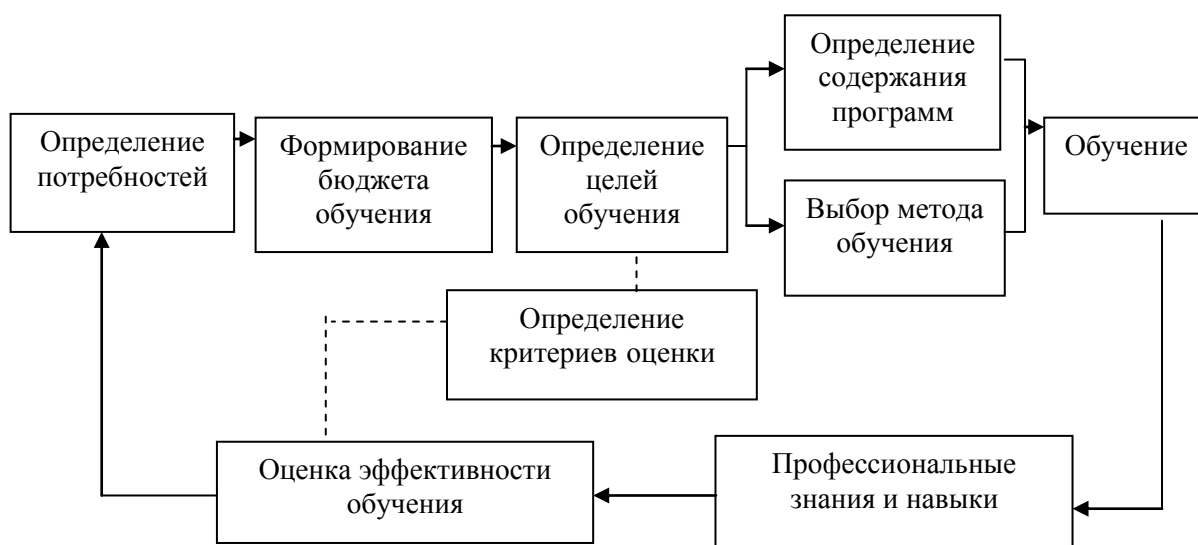 Определение
потребностей
Формирование
бюджета
обучения
Определение
целей
обучения
Определение
содержания
программ
Выбор метода
обучения
Обучение
Определение
критериев оценки
Оценка эффективности
обучения
Профессиональные
знания и навыки